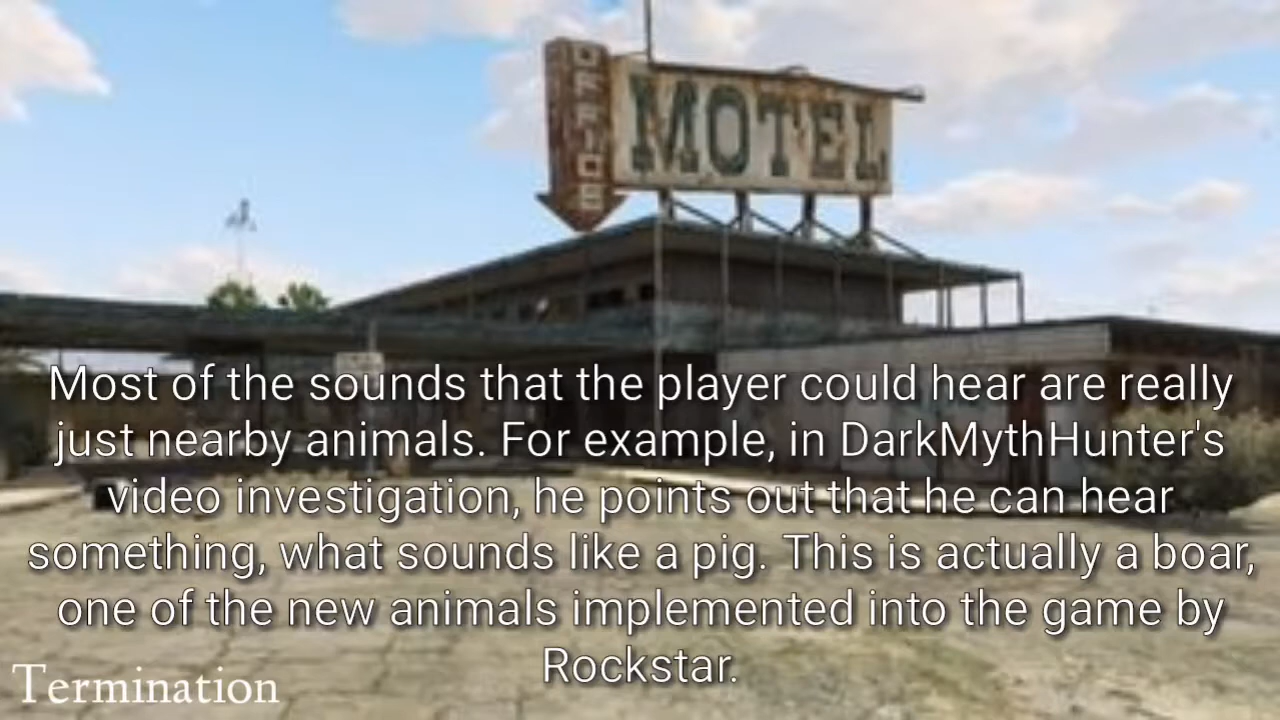 OFFICE
MOTEL
Most of the sounds that the player could hear are really
just nearby animals. For example, in DarkMythHunter's
video investigation, he points out that he can hear
something, what sounds like a pig. This is actually a boar,
one of the new animals implemented into the game by
Rockstar.
Termination